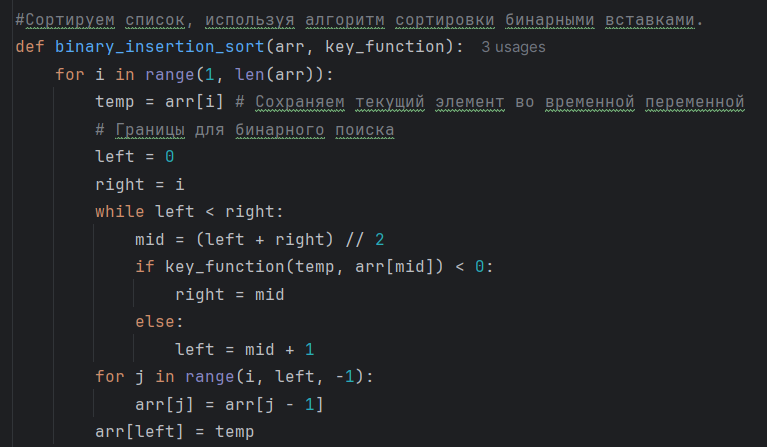 #Сортируем список, используя алгоритм сортировки бинарными вставками.
def binary_insertion_sort(arr, key_function): 3 usages
    for i in range(1, len(arr)):
        temp = arr[i] # Сохраняем текущий элемент во временной переменной
        # Границы для бинарного поиска
        left = 0
        right = i
        while left < right:
            mid = (left + right) // 2
            if key_function(temp, arr[mid]) < 0:
                right = mid
            else:
                left = mid + 1
        for j in range(i, left, -1):
            arr[j] = arr[j - 1]
        arr[left] = temp